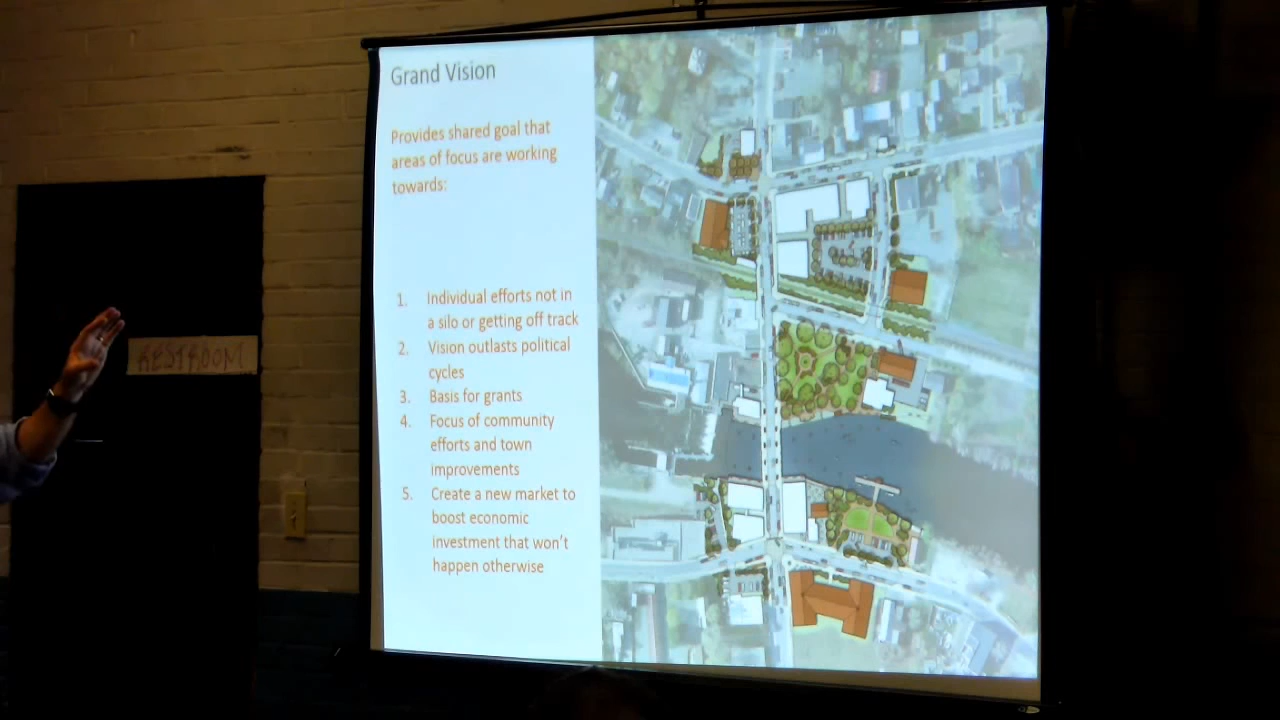 Grand Vision
Provides shared goal that
areas of focus are working
towards:
1. Individual efforts not in
a silo or getting off track
2. Vision outlasts political
cycles
3. Basis for grants
4. Focus of community
efforts and town
improvements
5. Create a new market to
boost economic
investment that won't
happen otherwise
RESTROOM